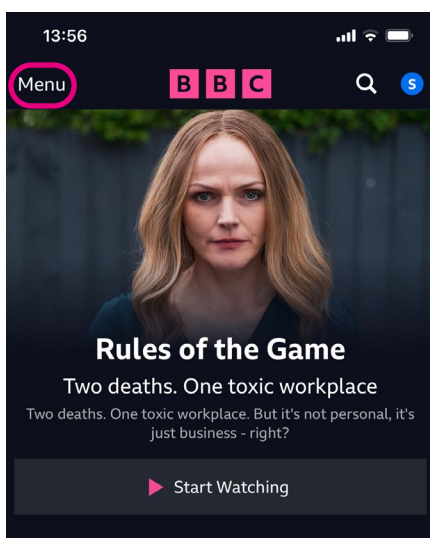 13:56
Menu BBC S
Rules of the Game
Two deaths. One toxic workplace
Two deaths. One toxic workplace. But it's not personal, it's
just business - right?
Start Watching